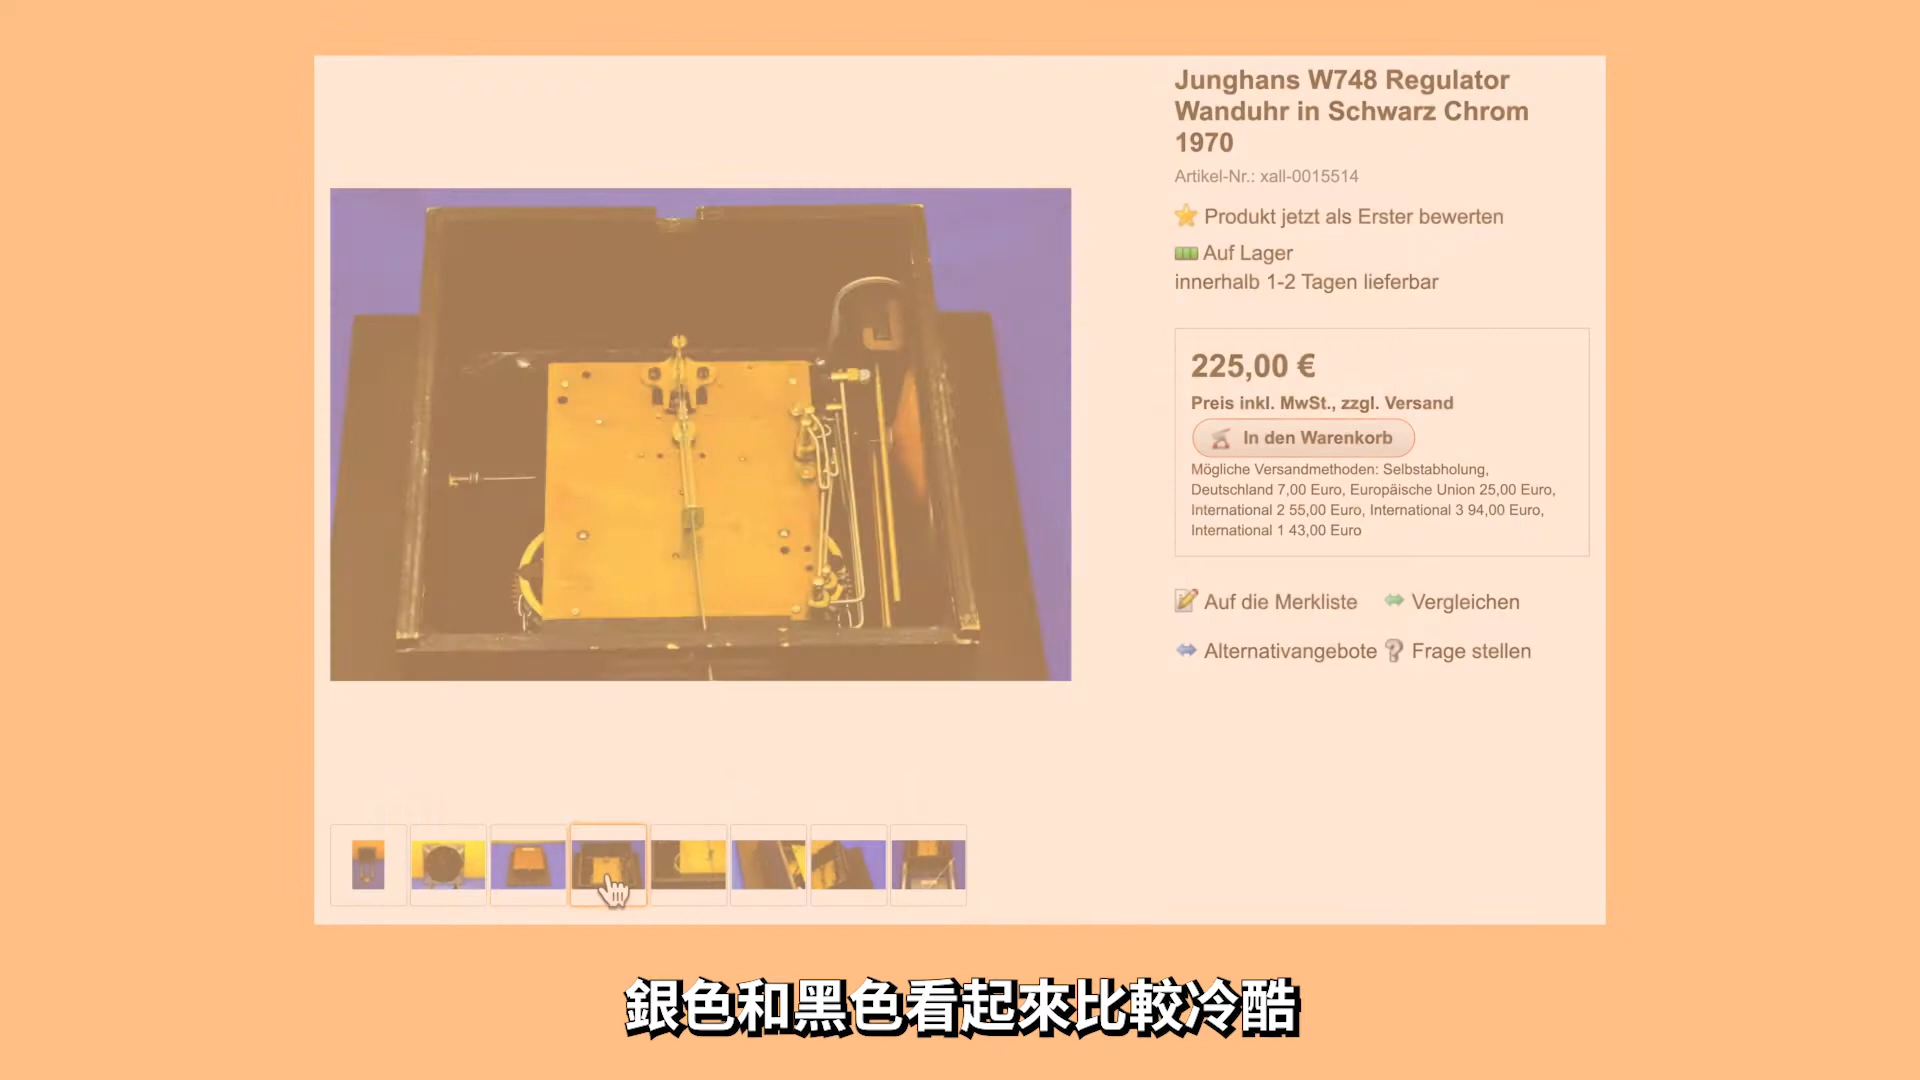 Junghans W748 Regulator
Wanduhr in Schwarz Chrom
1970
Artikel-Nr.: xall-0015514
Produkt jetzt als Erster bewerten
Auf Lager
innerhalb 1-2 Tagen lieferbar
225,00 €
Preis inkl. MwSt., zzgl. Versand
In den Warenkorb
Mögliche Versandmethoden: Selbstabholung,
Deutschland 7,00 Euro, Europäische Union 25,00 Euro,
International 2 55,00 Euro, International 3 94,00 Euro,
International 1 43,00 Euro
Auf die Merkliste Vergleichen
Alternativangebote Frage stellen
銀色和黑色看起來比較冷酷